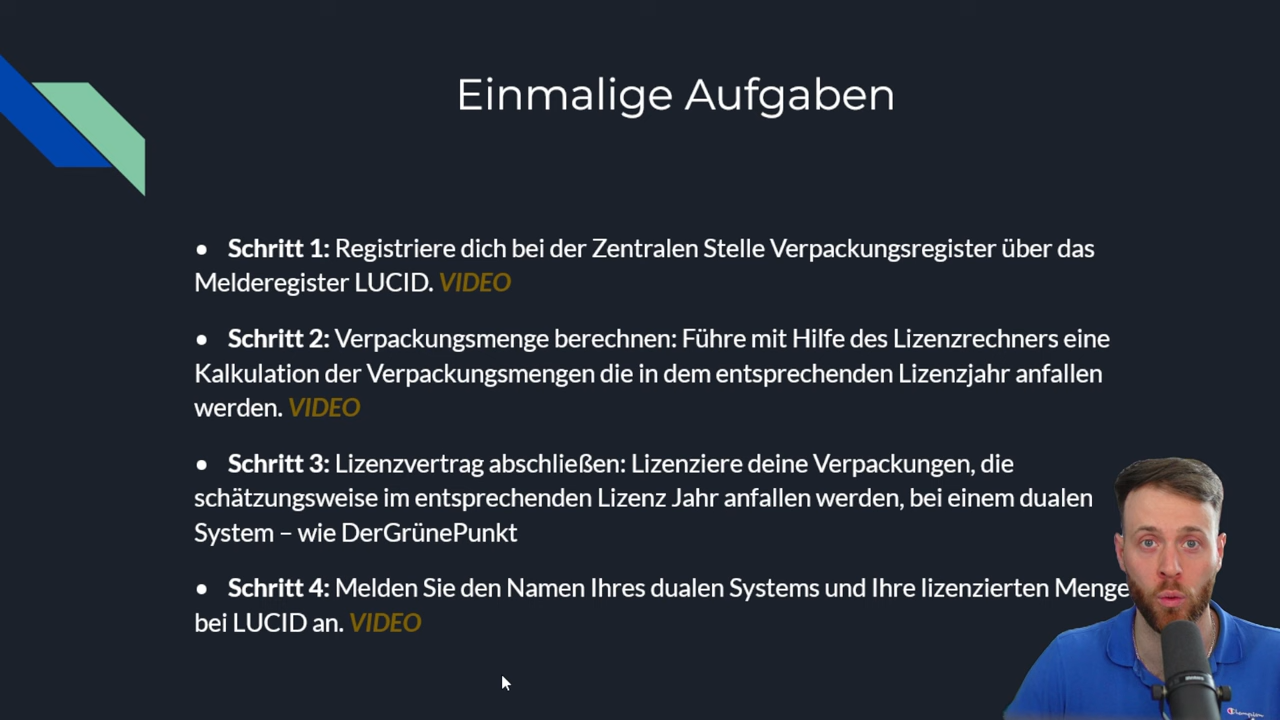 Einmalige Aufgaben
● Schritt 1: Registriere dich bei der Zentralen Stelle Verpackungsregister über das
Melderegister LUCID. VIDEO
● Schritt 2: Verpackungsmenge berechnen: Führe mit Hilfe des Lizenzrechners eine
Kalkulation der Verpackungsmengen die in dem entsprechenden Lizenzjahr anfallen
werden. VIDEO
● Schritt 3: Lizenzvertrag abschließen: Lizenziere deine Verpackungen, die
schätzungsweise im entsprechenden Lizenz Jahr anfallen werden, bei einem dualen
System – wie DerGrünePunkt
● Schritt 4: Melden Sie den Namen Ihres dualen Systems und Ihre lizenzierten Menge
bei LUCID an. VIDEO
Champion